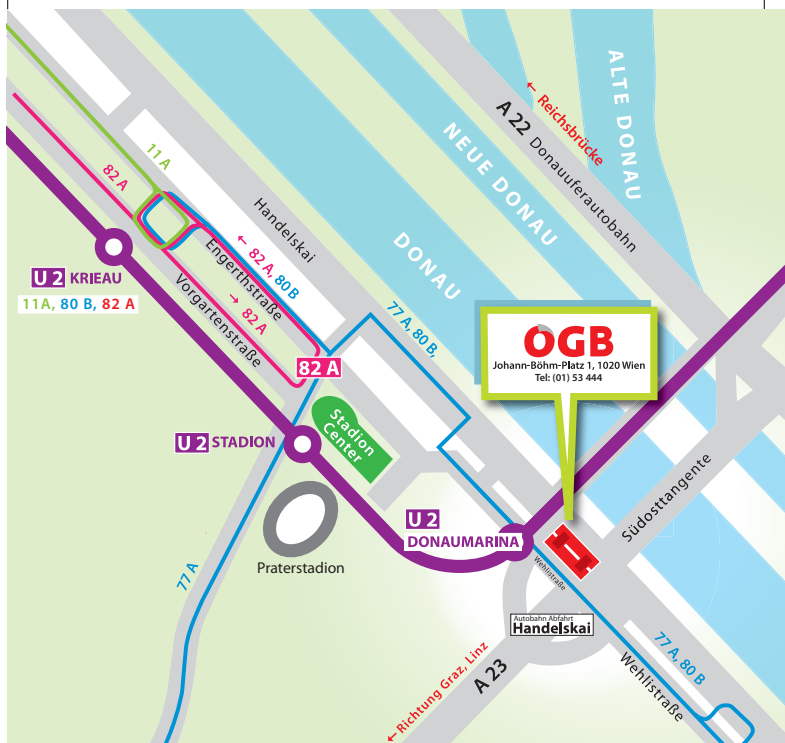 ALTE DONAU
← Reichsbrücke
A 22 Donauuferautobahn
NEUE DONAU
DONAU
Handelskai
11 A
82 A
← 82 A, 80 B
Engerthstraße
→ 82 A
Vorgartenstraße
U 2 KRIEAU
11 A, 80 B, 82 A
77 A, 80 B,
ÖGB
Johann-Böhm-Platz 1, 1020 Wien
Tel: (01) 53 444
82 A
Stadion
Center
U 2 STADION
Praterstadion
U 2
DONAUMARINA
Südosttangente
Wehlistraße
77 A
Autobahn Abfahrt
Handelskai
77 A, 80 B
Wehlistraße
A 23
← Richtung Graz, Linz